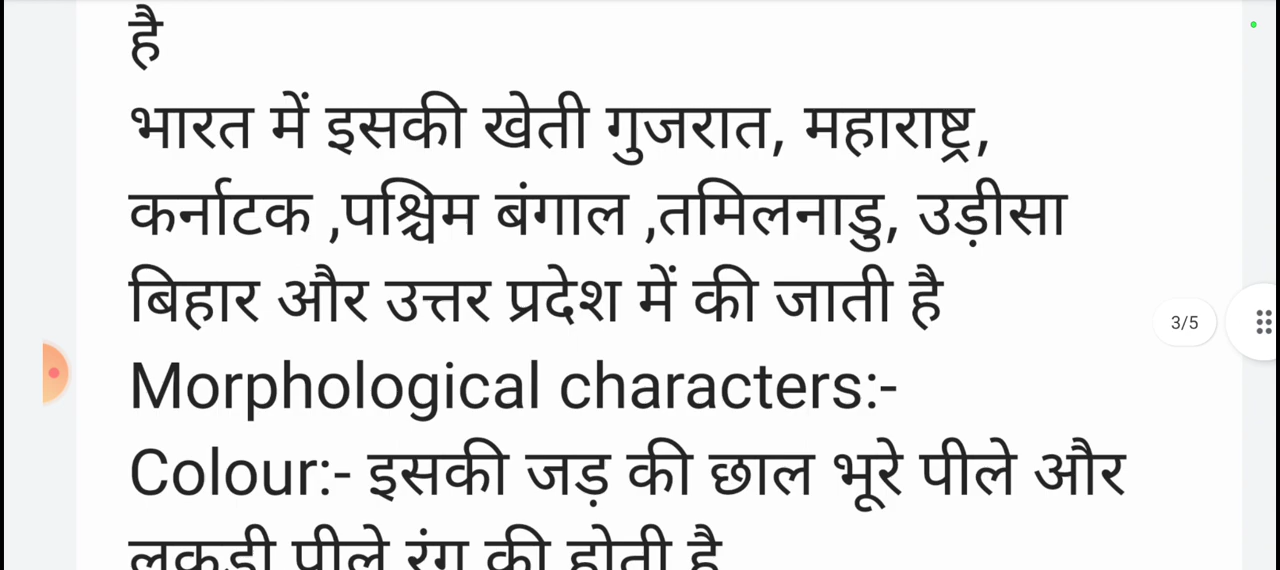 है
भारत में इसकी खेती गुजरात, महाराष्ट्र,
कर्नाटक ,पश्चिम बंगाल ,तमिलनाडु, उड़ीसा
बिहार और उत्तर प्रदेश में की जाती है
3/5
Morphological characters:-
Colour:- इसकी जड़ की छाल भूरे पीले और
लकड़ी पीले रंग की होती है